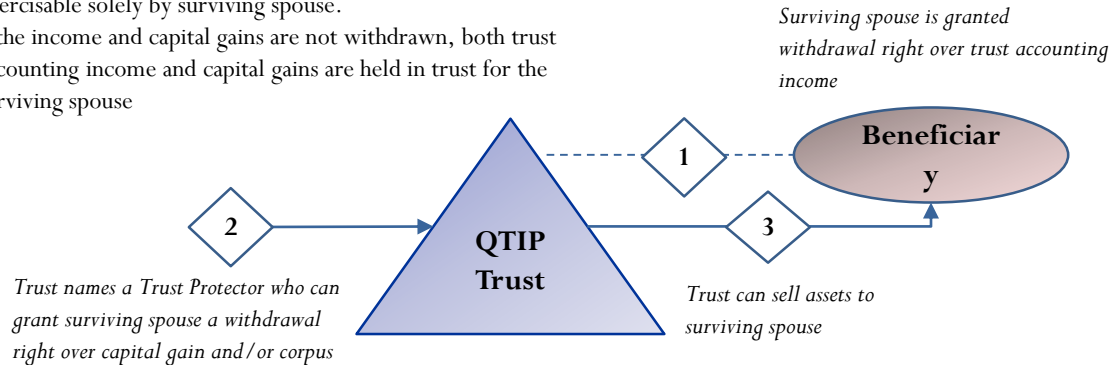 ercisable solely by surviving spouse.
the income and capital gains are not withdrawn, both trust
counting income and capital gains are held in trust for the
rviving spouse
Surviving spouse is granted
withdrawal right over trust accounting
income
Beneficiar
y
1
2
3
QTIP
Trust
Trust names a Trust Protector who can
grant surviving spouse a withdrawal
right over capital gain and/or corpus
Trust can sell assets to
surviving spouse